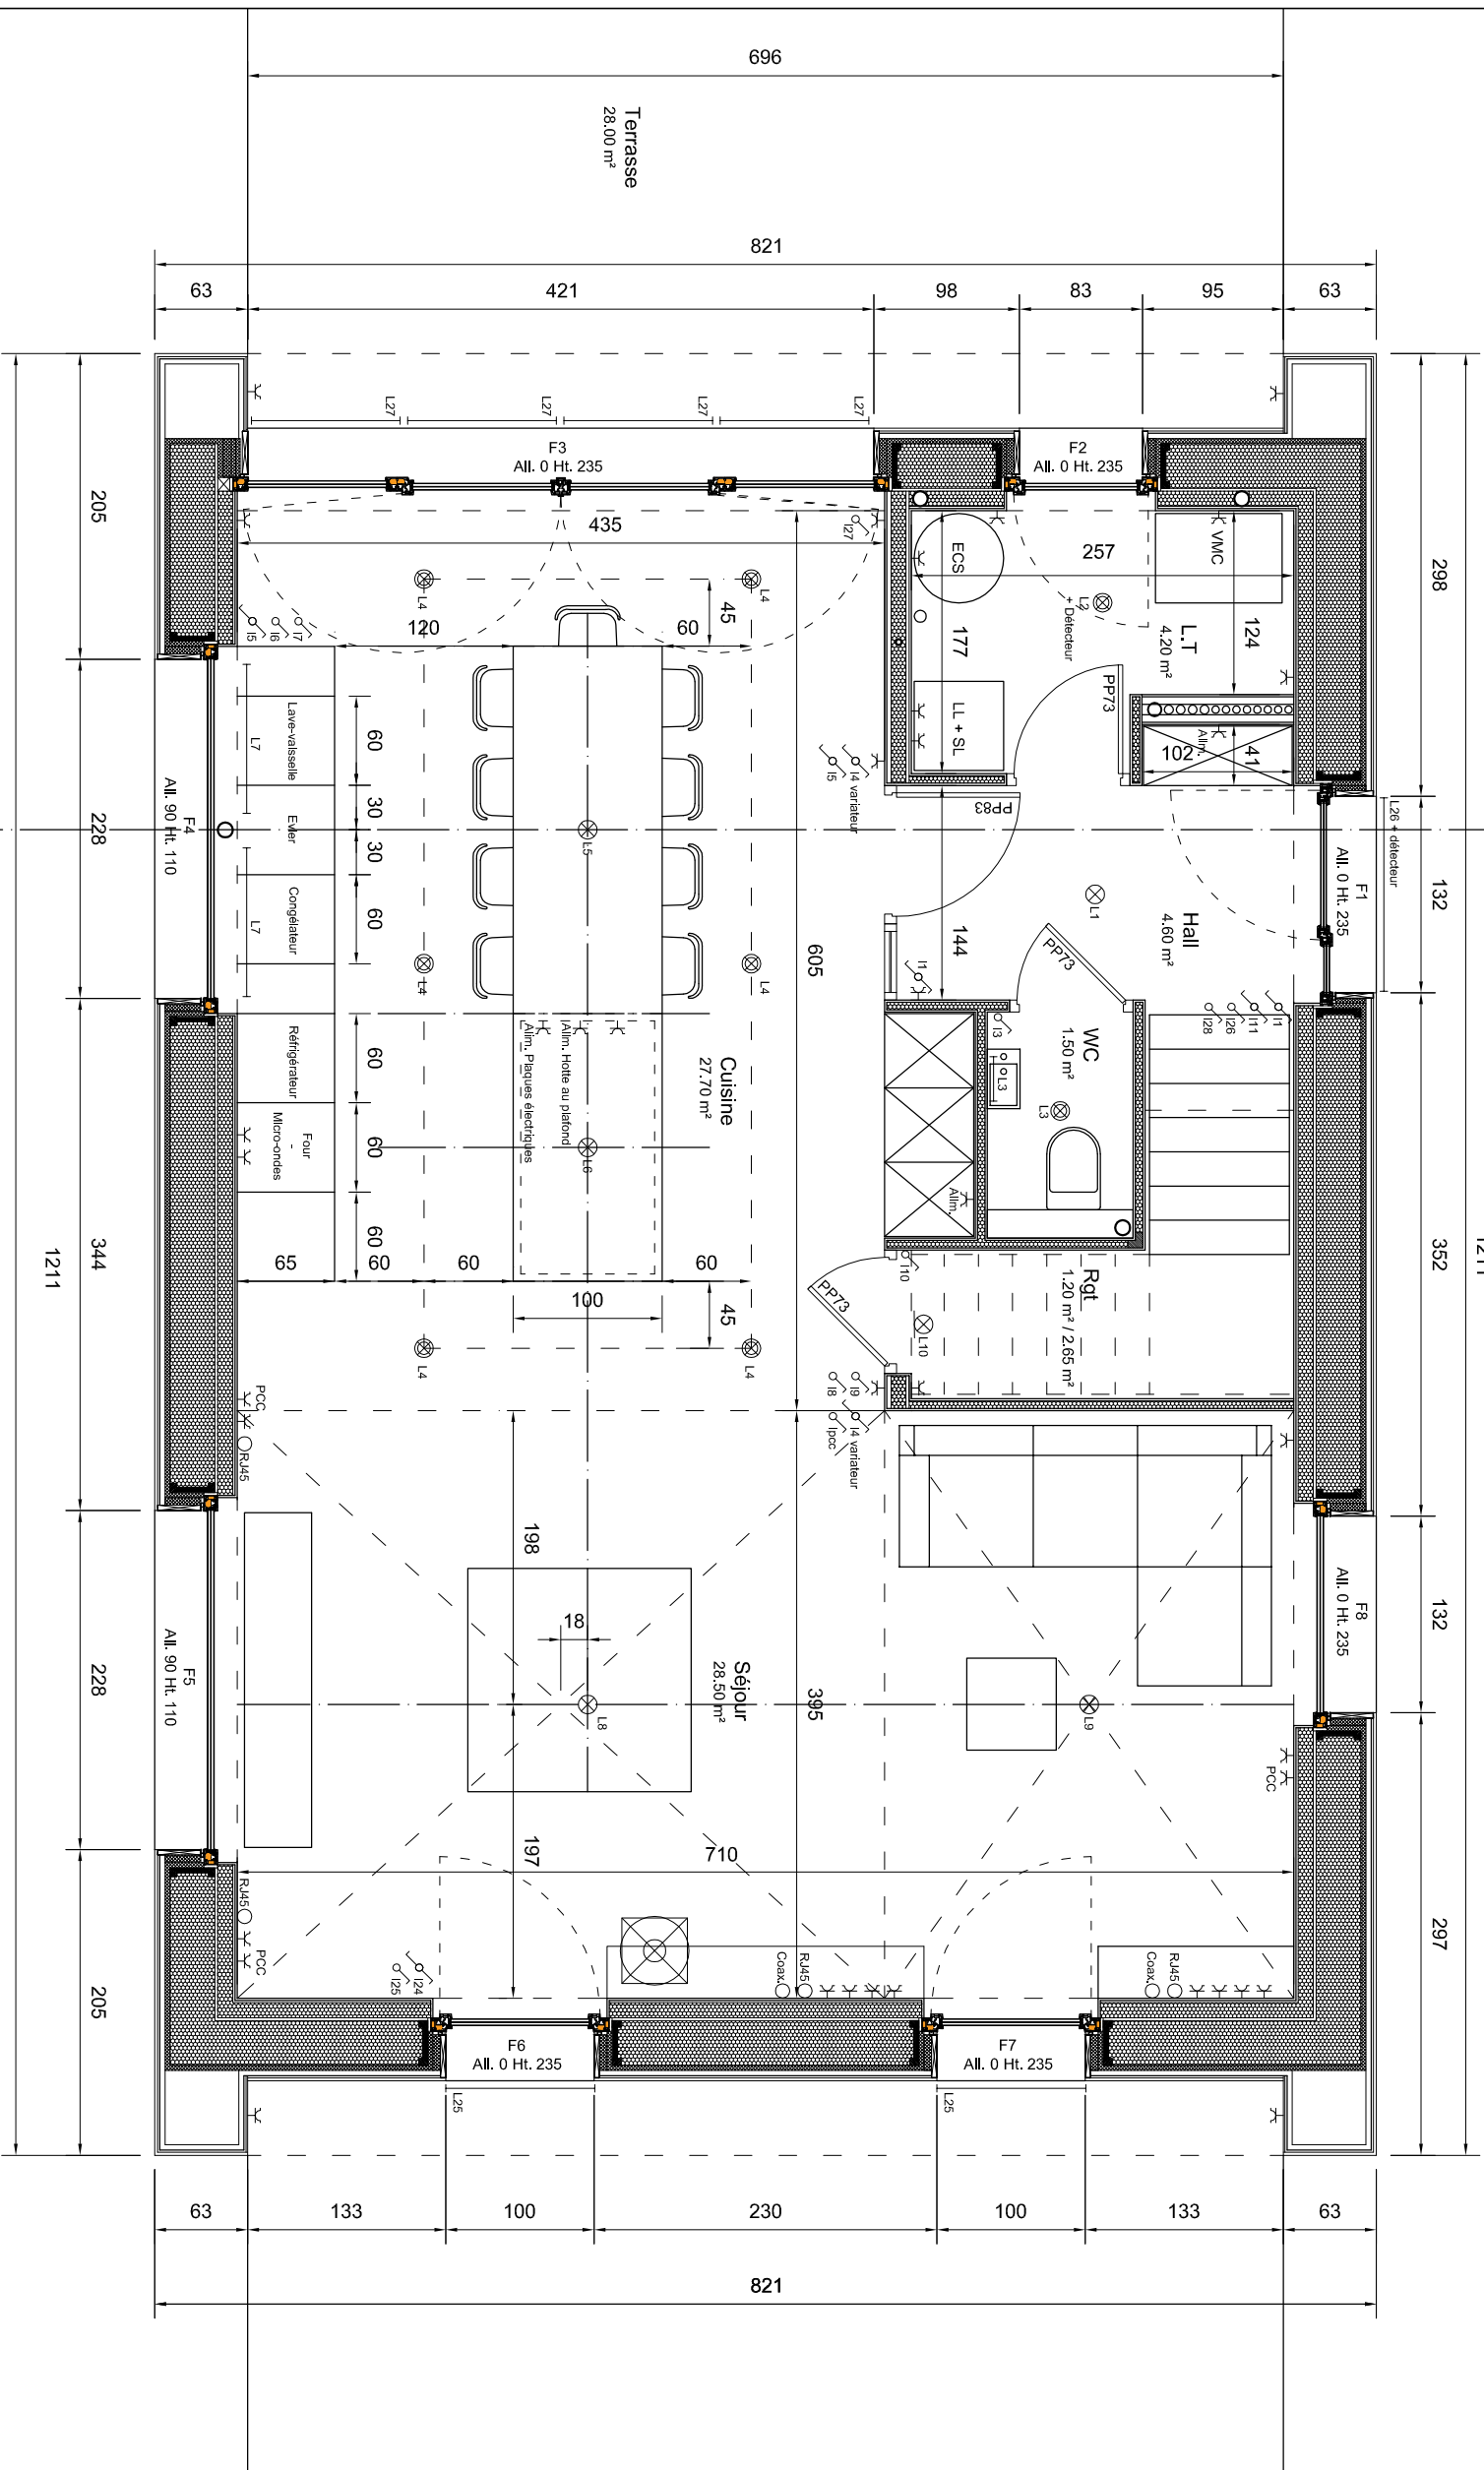 696
Terrasse
28.00 m²
821
63
421
98
83
95
63
205
228
344
228
205
1211
298
132
352
132
297
1211
L27
L27
L27
L27
F3
All. 0 Ht. 235
F2
All. 0 Ht. 235
435
I27
ECS
257
VMC
L2
+ Détecteur
L.T
4.20 m²
124
177
LL + SL
PP73
102
41
Alim.
L4
L4
45
120
60
I5
I6
I7
Lave-vaisselle
L7
60
Evier
30
30
Congélateur
L7
60
F4
All. 90 Ht. 110
L5
I5
I4 variateur
PP83
L26 + détecteur
F1
All. 0 Ht. 235
L1
Hall
4.60 m²
144
605
I1
PP73
I28
I26
I11
I1
L4
L4
WC
1.50 m²
I3
L3
L3
Alim.
Réfrigérateur
60
Four
-
Micro-ondes
60
60
Alim. Plaques électriques
Alim. Hotte au plafond
L6
Cuisine
27.70 m²
65
60
60
100
60
45
L4
L4
PP73
I10
L10
Rgt
1.20 m² / 2.65 m²
I8
I9
Ipcc
I4 variateur
PCC
RJ45
198
18
L8
Séjour
28.50 m²
395
L9
F8
All. 0 Ht. 235
PCC
F5
All. 90 Ht. 110
197
710
RJ45
PCC
I25
I24
Coax.
RJ45
Coax.
RJ45
F6
All. 0 Ht. 235
F7
All. 0 Ht. 235
L25
L25
63
133
100
230
100
133
63
821